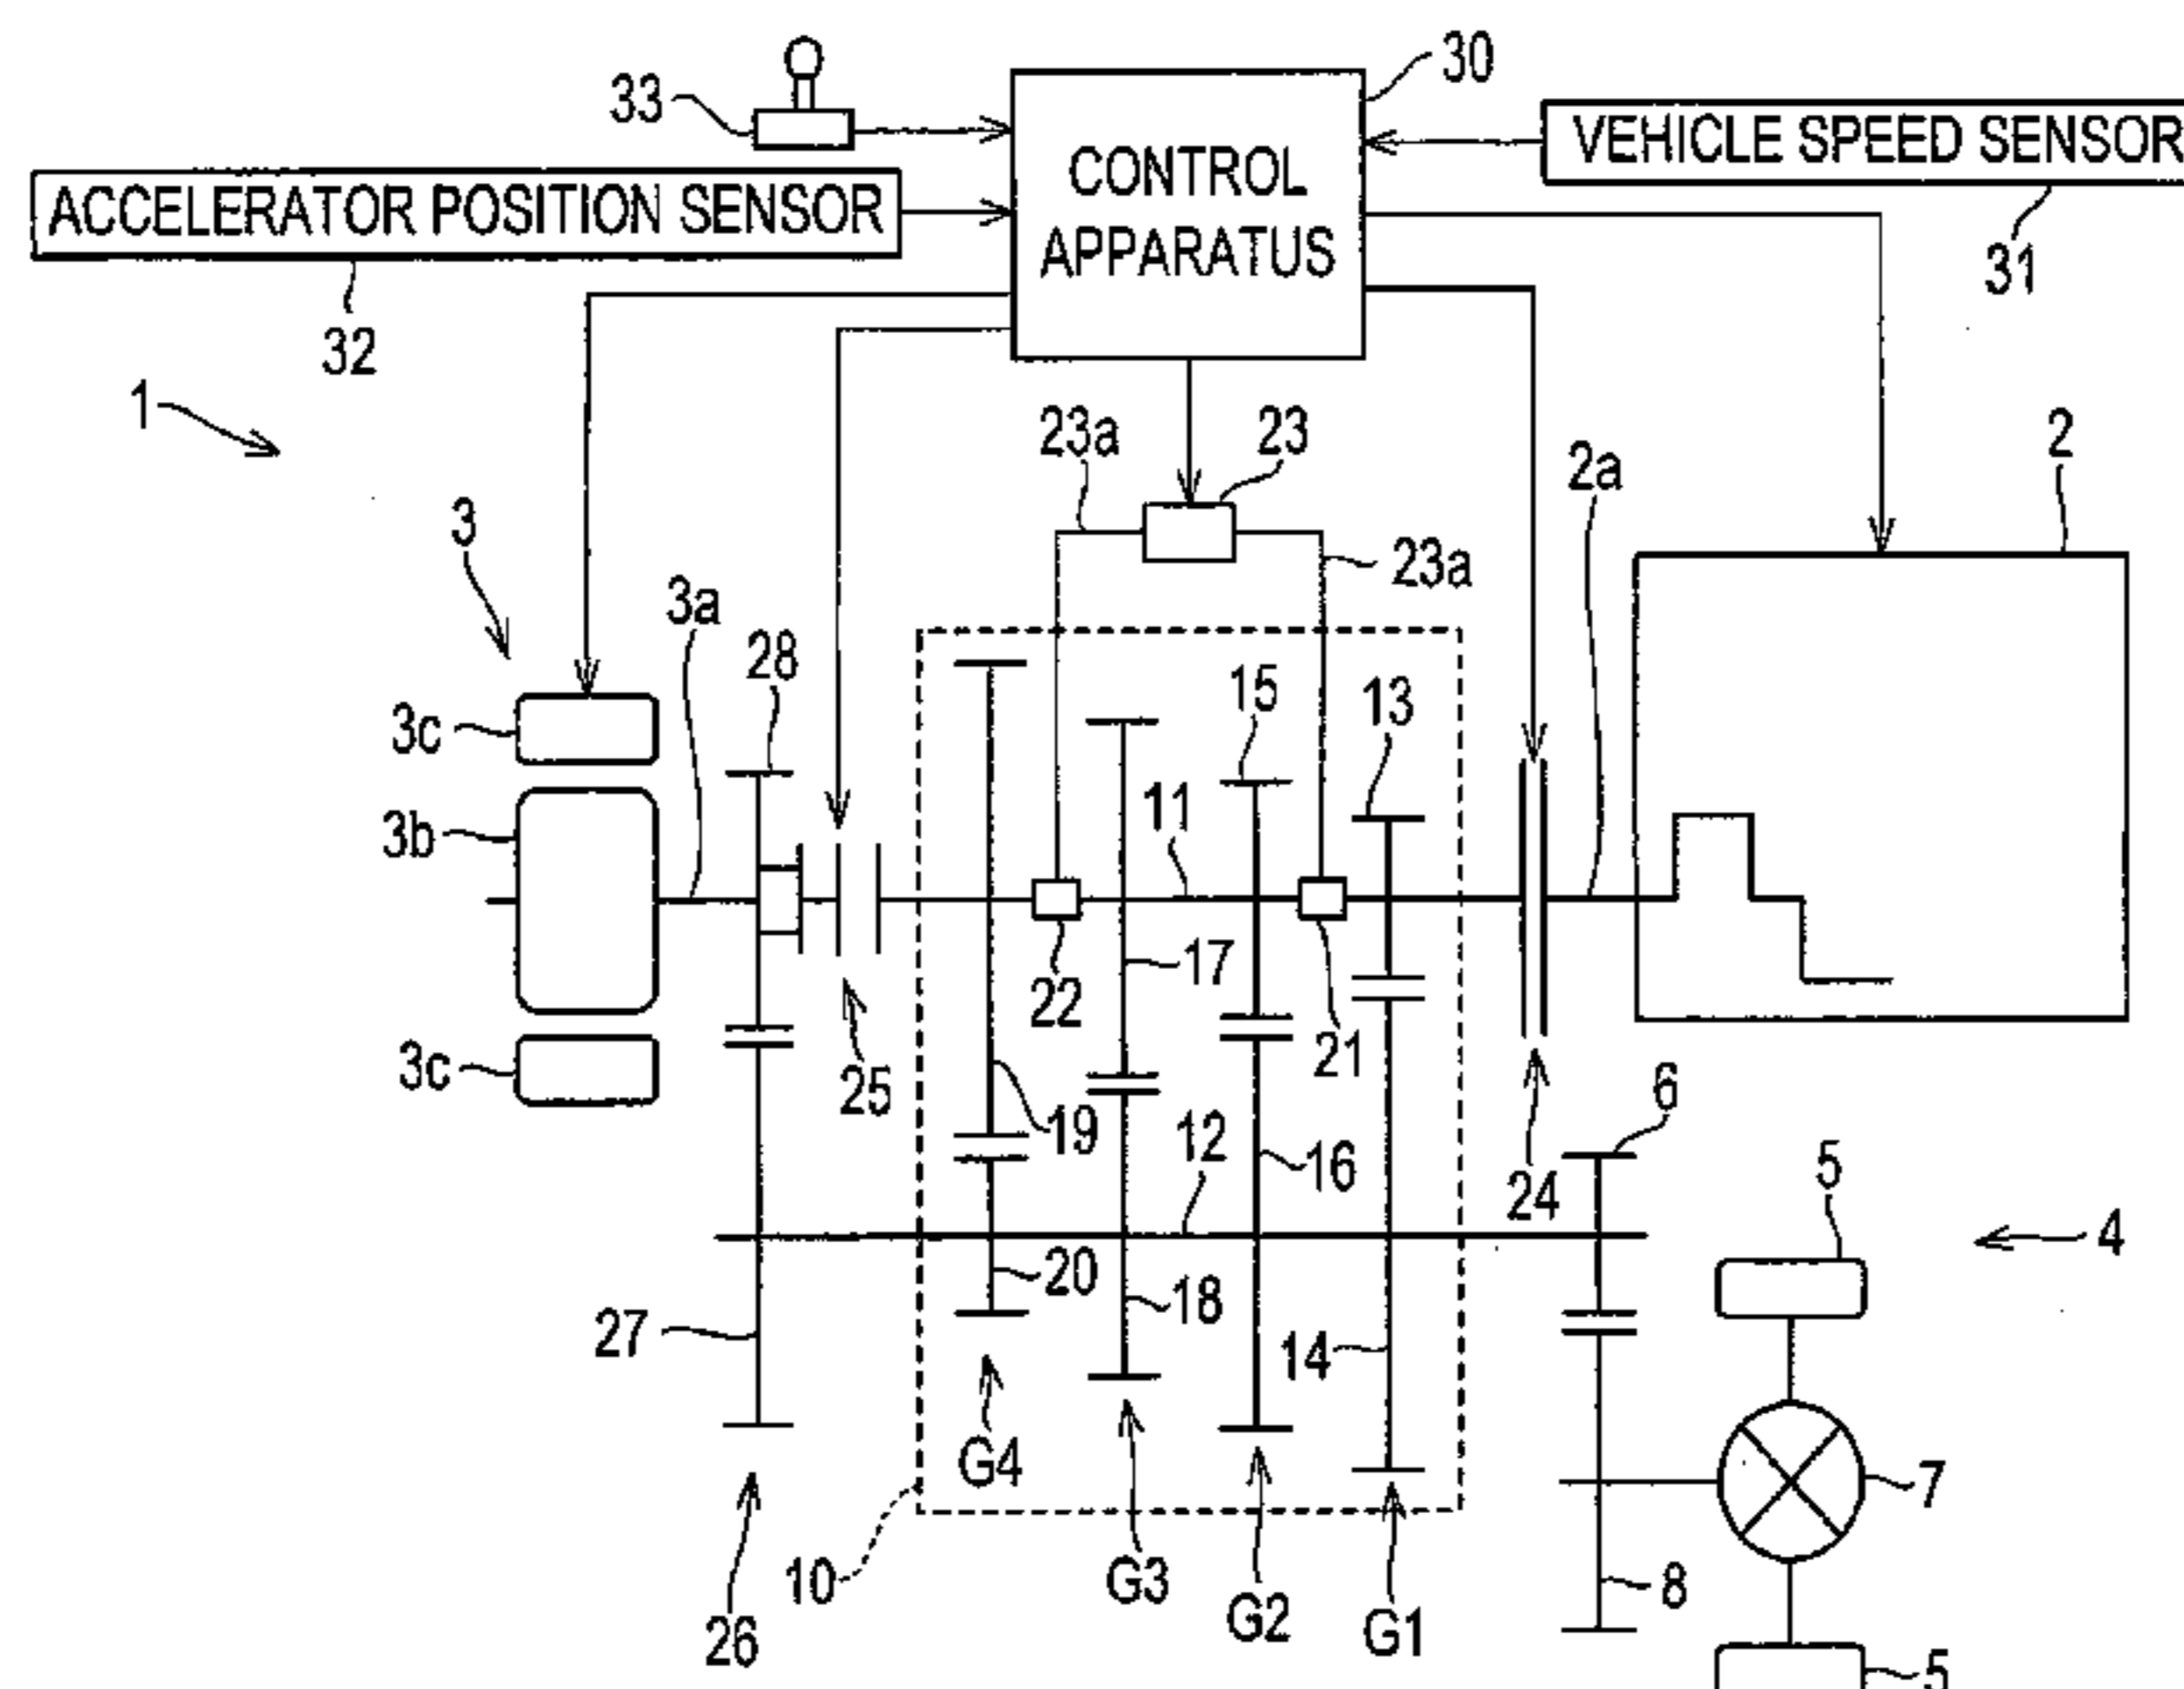 33
30
VEHICLE SPEED SENSOR
CONTROL
APPARATUS
ACCELERATOR POSITION SENSOR
31
32
1
23a
23
2a
2
3
3a
23a
28
15
13
3c
11
3b
17
22
21
3c
25
6
19
12
16
24
5
4
20
18
27
14
G4
7
10
G3
G2
G1
8
26
5